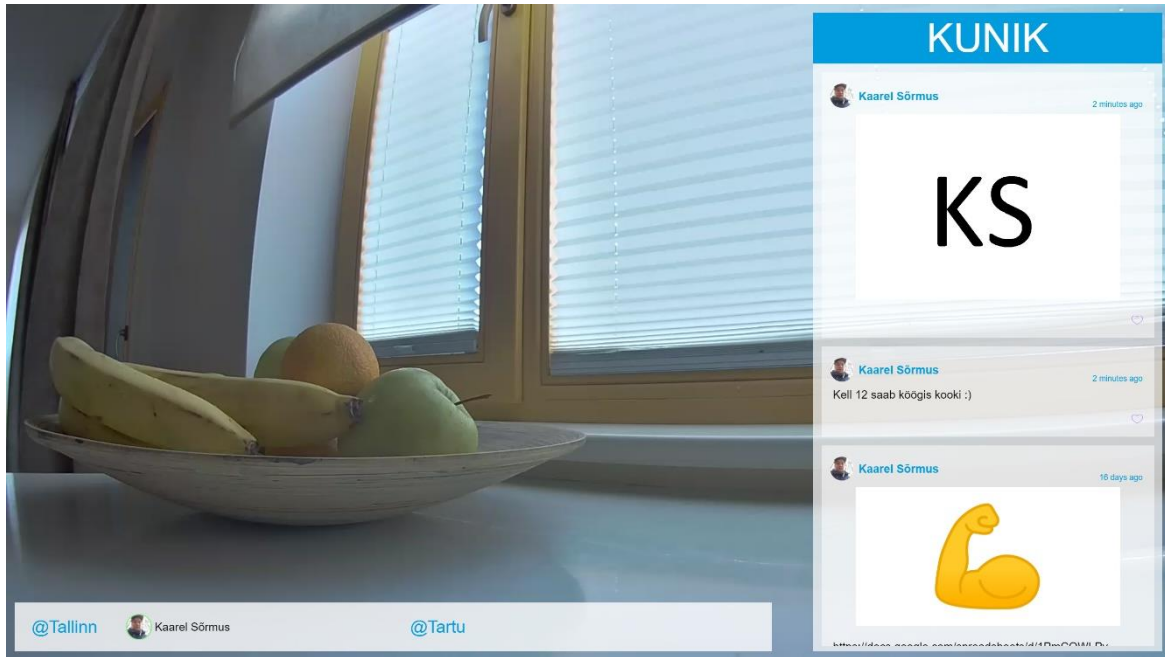 KUNIK
Kaarel Sõrmus
2 minutes ago
KS
Kaarel Sõrmus
2 minutes ago
Kell 12 saab köögis kooki :)
Kaarel Sõrmus
16 days ago
@Tallinn
Kaarel Sõrmus
@Tartu